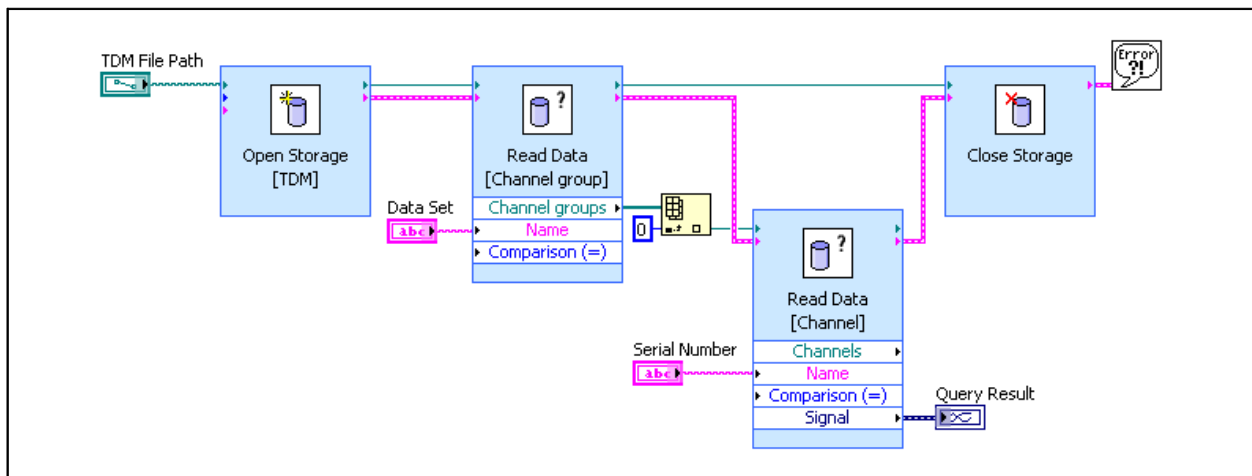 TDM File Path
Error
?!
Open Storage
[TDM]
Read Data
[Channel group]
Close Storage
Data Set
abc
Channel groups
Name
Comparison (=)
0
Read Data
[Channel]
Serial Number
abc
Channels
Name
Comparison (=)
Signal
Query Result